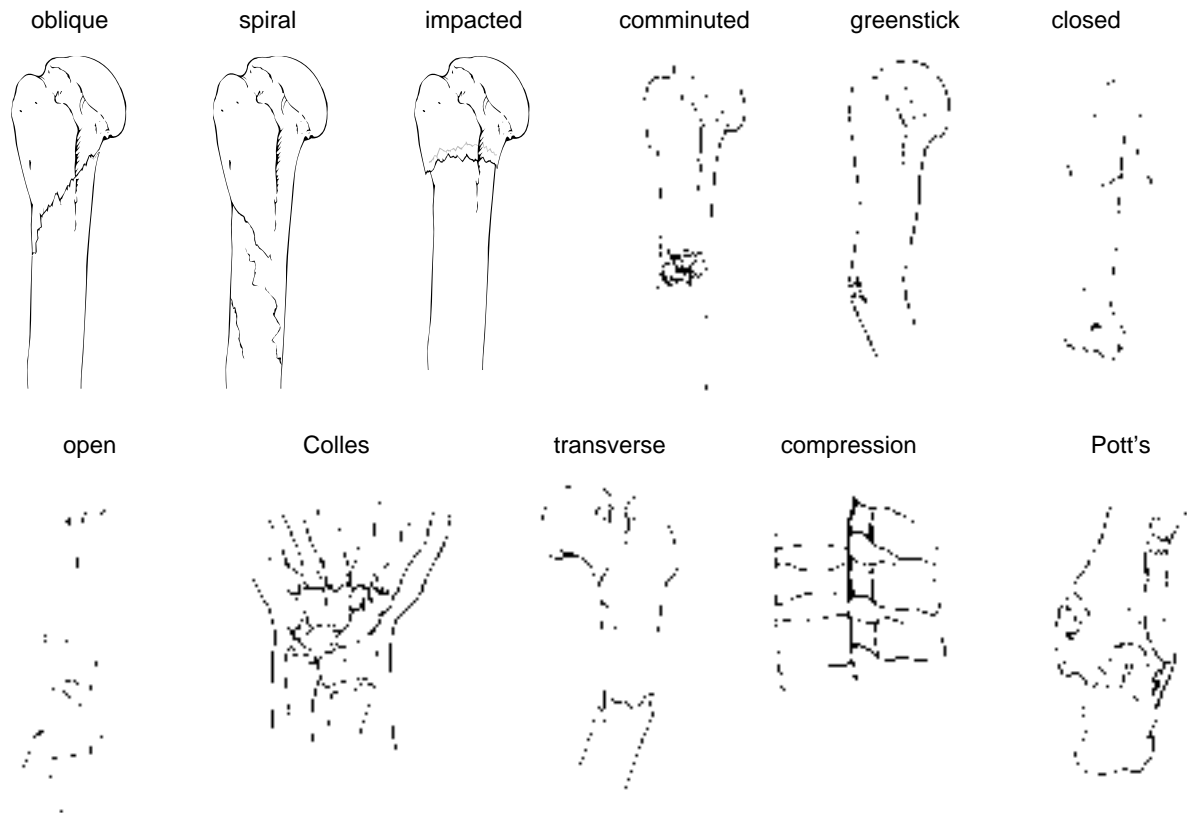 oblique spiral impacted comminuted greenstick closed
open Colles transverse compression Pott’s